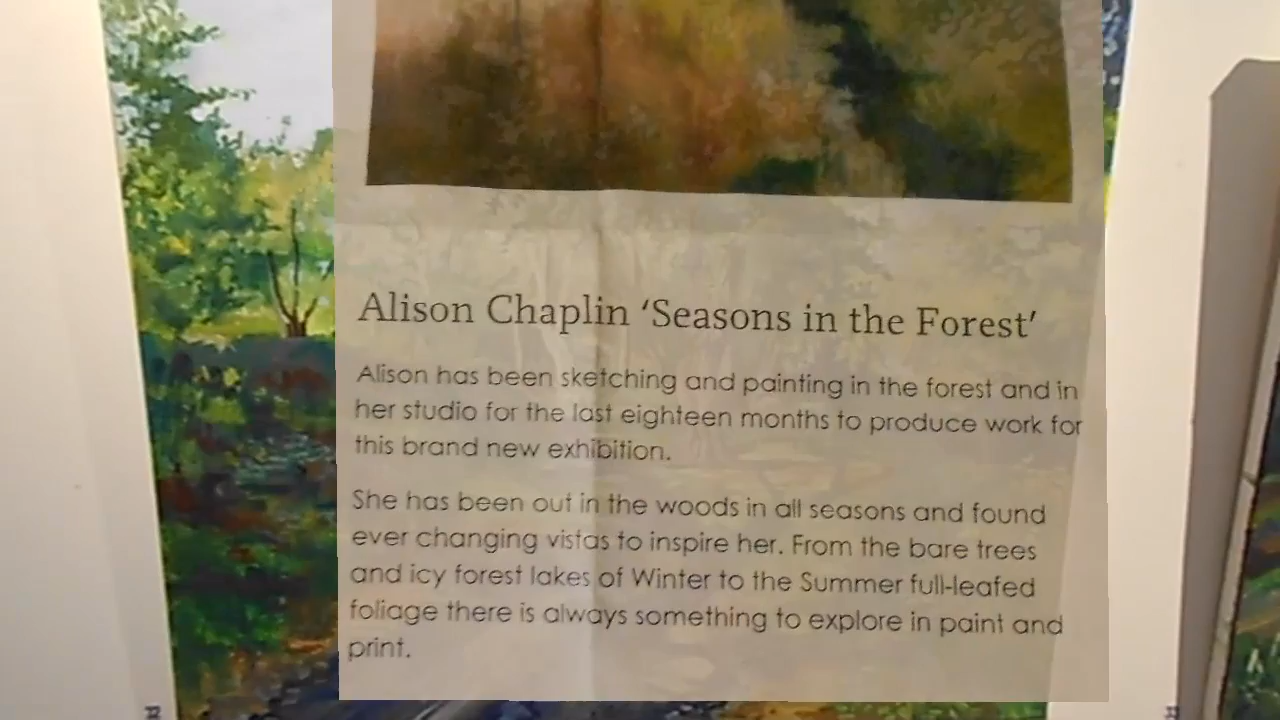 Alison Chaplin ‘Seasons in the Forest’
Alison has been sketching and painting in the forest and in
her studio for the last eighteen months to produce work for
this brand new exhibition.
She has been out in the woods in all seasons and found
ever changing vistas to inspire her. From the bare trees
and icy forest lakes of Winter to the Summer full-leafed
foliage there is always something to explore in paint and
print.